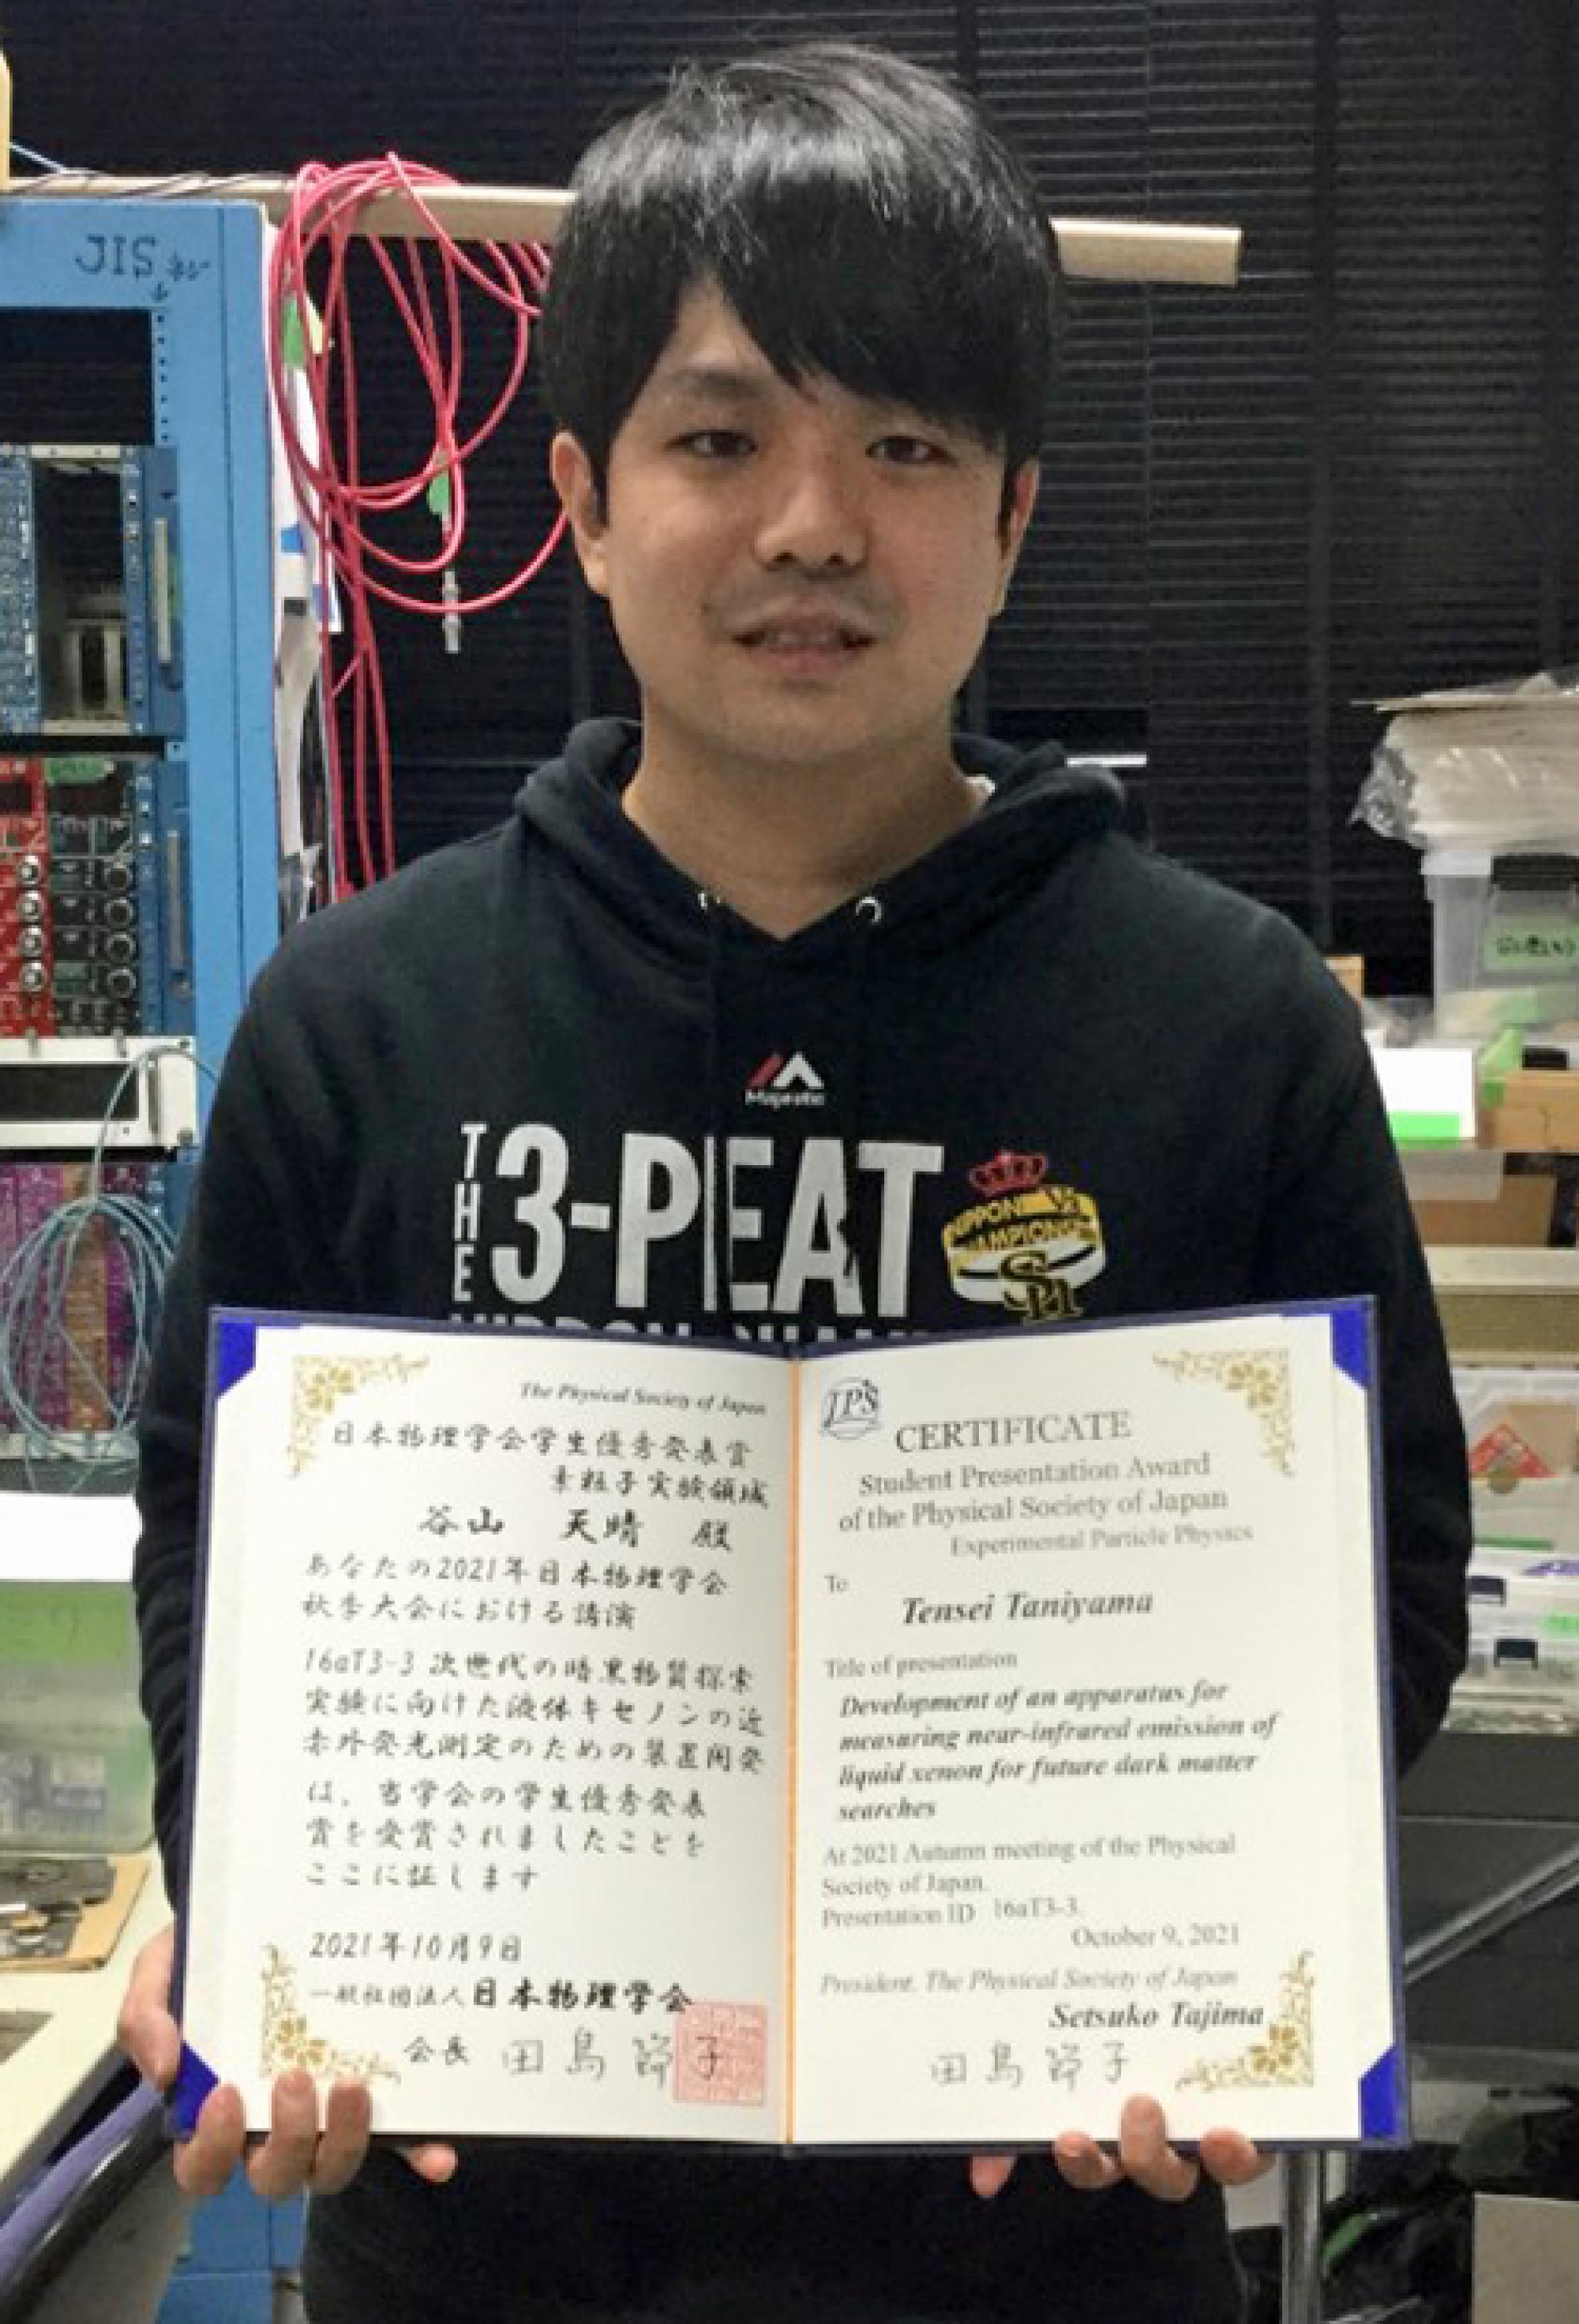 JIS ネジ
Majestic
THE 3-PEAT
NIPPON
CHAMPIONS
SH
The Physical Society of Japan
日本物理学会学生優秀発表賞
素粒子実験領域
谷山 天晴 殿
あなたの2021年日本物理学会
秋季大会における講演
16aT3-3 次世代の暗黒物質探索
実験に向けた液体キセノンの近
赤外発光測定のための装置開発
は、当学会の学生優秀発表
賞を受賞されましたことを
ここに証します
2021年10月9日
一般社団法人日本物理学会
会長 田島節子
JPS
CERTIFICATE
Student Presentation Award
of the Physical Society of Japan
Experimental Particle Physics
To
Tensei Taniyama
Title of presentation
Development of an apparatus for
measuring near-infrared emission of
liquid xenon for future dark matter
searches
At 2021 Autumn meeting of the Physical
Society of Japan.
Presentation ID 16aT3-3.
October 9, 2021
President, The Physical Society of Japan
Setsuko Tajima
田島節子